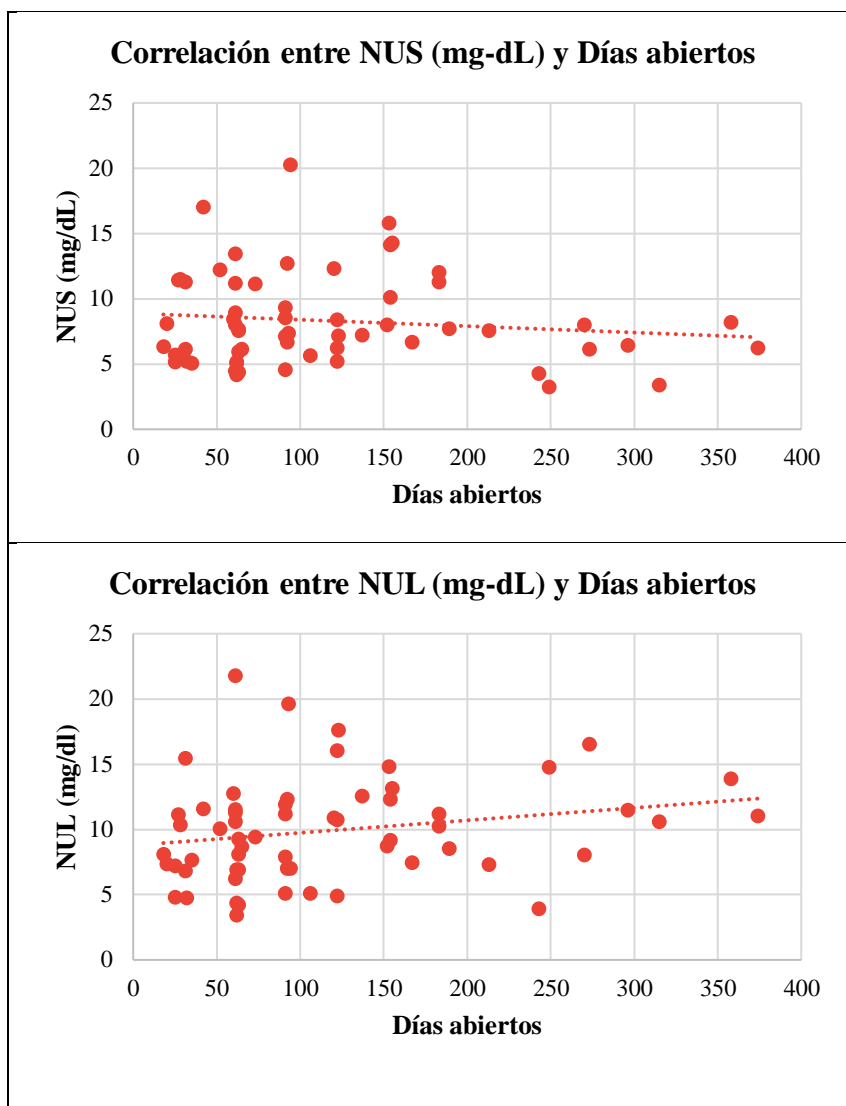 Correlación entre NUS (mg-dL) y Días abiertos
25
20
15
10
5
0
NUS (mg/dL)
0 50 100 150 200 250 300 350 400
Días abiertos
Correlación entre NUL (mg-dL) y Días abiertos
25
20
15
10
5
0
NUL (mg/dl)
0 50 100 150 200 250 300 350 400
Días abiertos